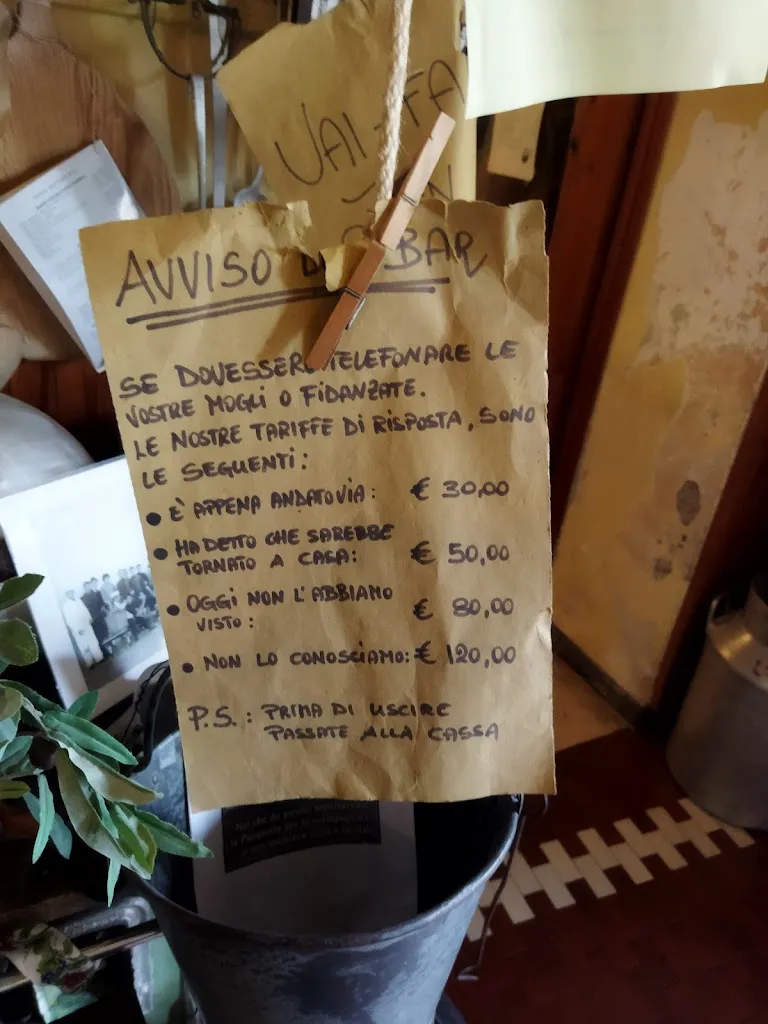 VAI - FA
AVVISO BAR
SE DOVESSERO TELEFONARE LE
VOSTRE MOGLI O FIDANZATE.
LE NOSTRE TARIFFE DI RISPOSTA, SONO
LE SEGUENTI:
• È APPENA ANDATO VIA: € 30,00
• HA DETTO CHE SAREBBE
TORNATO A CASA: € 50,00
• OGGI NON L'ABBIAMO
VISTO: € 80,00
• NON LO CONOSCIAMO: € 120,00
P.S.: PRIMA DI USCIRE
PASSATE ALLA CASSA